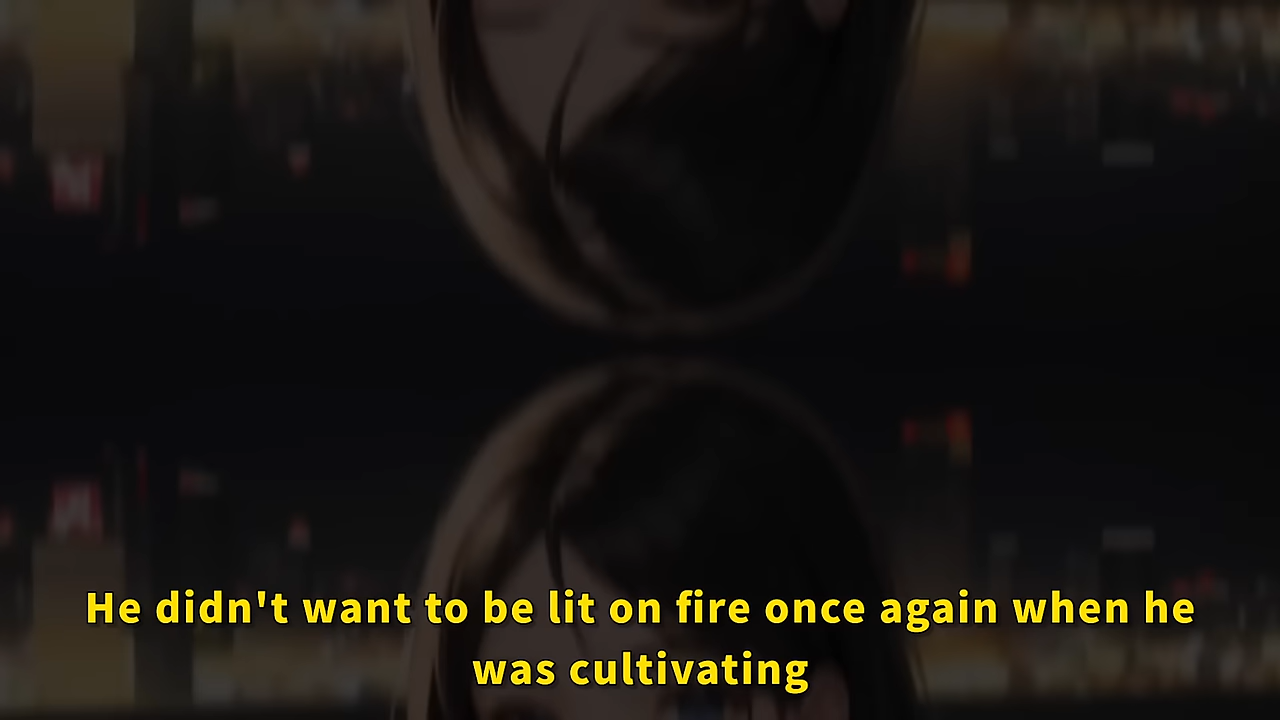 He didn't want to be lit on fire once again when he
was cultivating